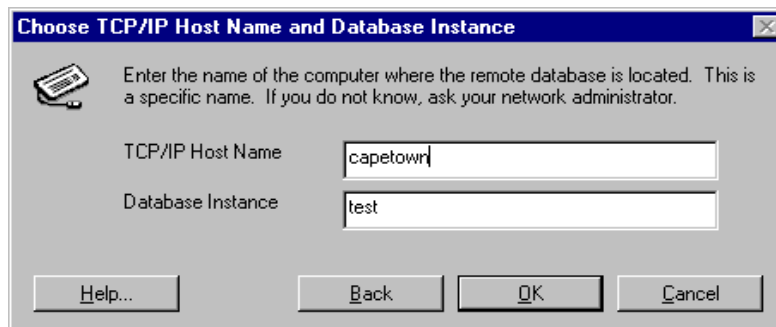 Choose TCP/IP Host Name and Database Instance
Enter the name of the computer where the remote database is located.  This is
a specific name.  If you do not know, ask your network administrator.
TCP/IP Host Name
capetown
Database Instance
test
Help...
Back
OK
Cancel